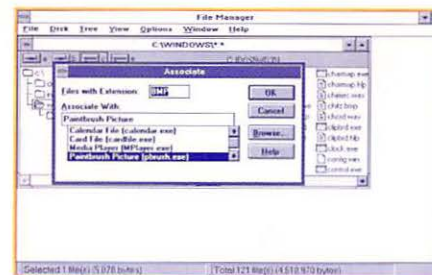 File Manager
File Disk Tree View Options Window Help
C:\WINDOWS\*.*
Associate
Files with Extension: BMP
OK
Associate With:
Cancel
Paintbrush Picture
Calendar File (calendar.exe)
Card File (cardfile.exe)
Browse...
Media Player (MPlayer.exe)
Paintbrush Picture (pbrush.exe)
Help
charmap.exe
charmap.hlp
chimes.wav
chitz.bmp
chord.wav
clipbrd.exe
clipbrd.hlp
clock.exe
config.win
control.exe
Selected 1 file(s) (5,078 bytes)
Total 121 file(s) (4,510,970 bytes)